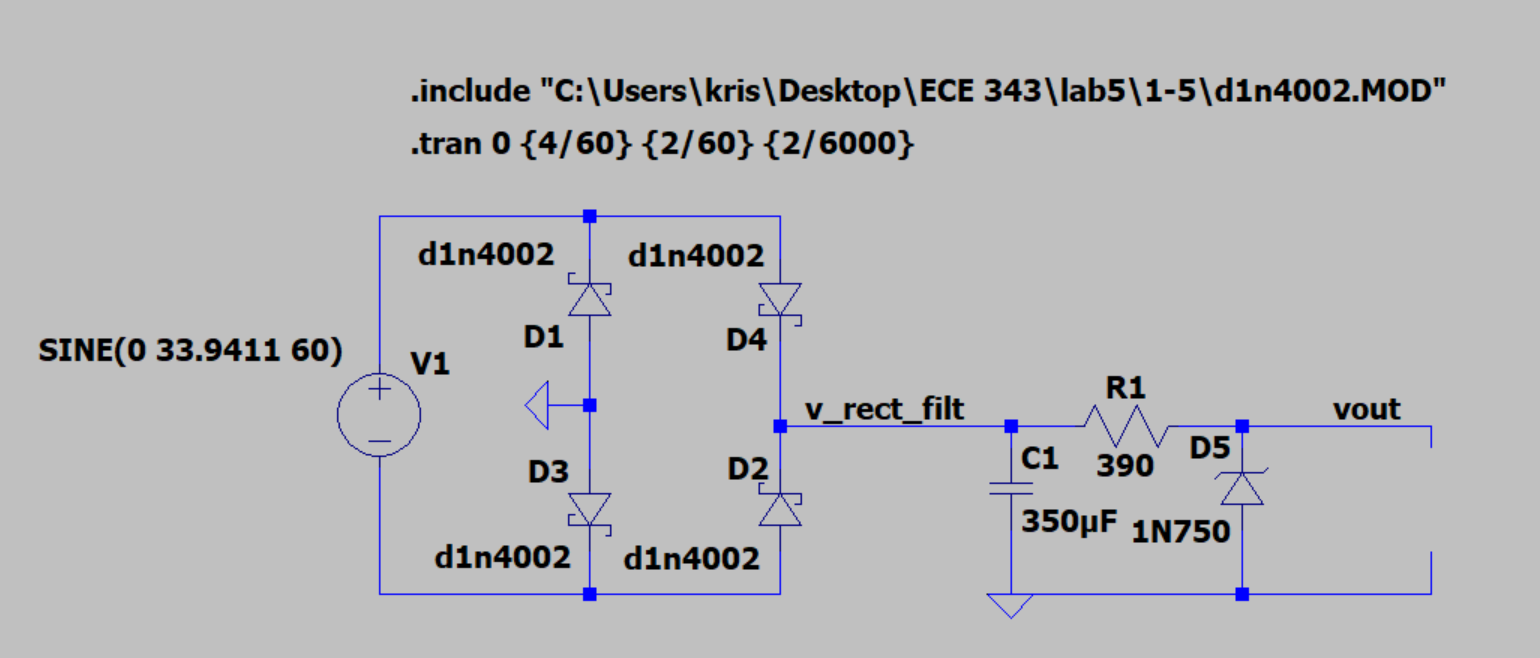 .include "C:\Users\kris\Desktop\ECE 343\lab5\1-5\d1n4002.MOD"
.tran 0 {4/60} {2/60} {2/6000}
d1n4002
d1n4002
D1
D4
SINE(0 33.9411 60)
V1
R1
v_rect_filt
vout
D5
390
C1
D3
D2
350µF
1N750
d1n4002
d1n4002